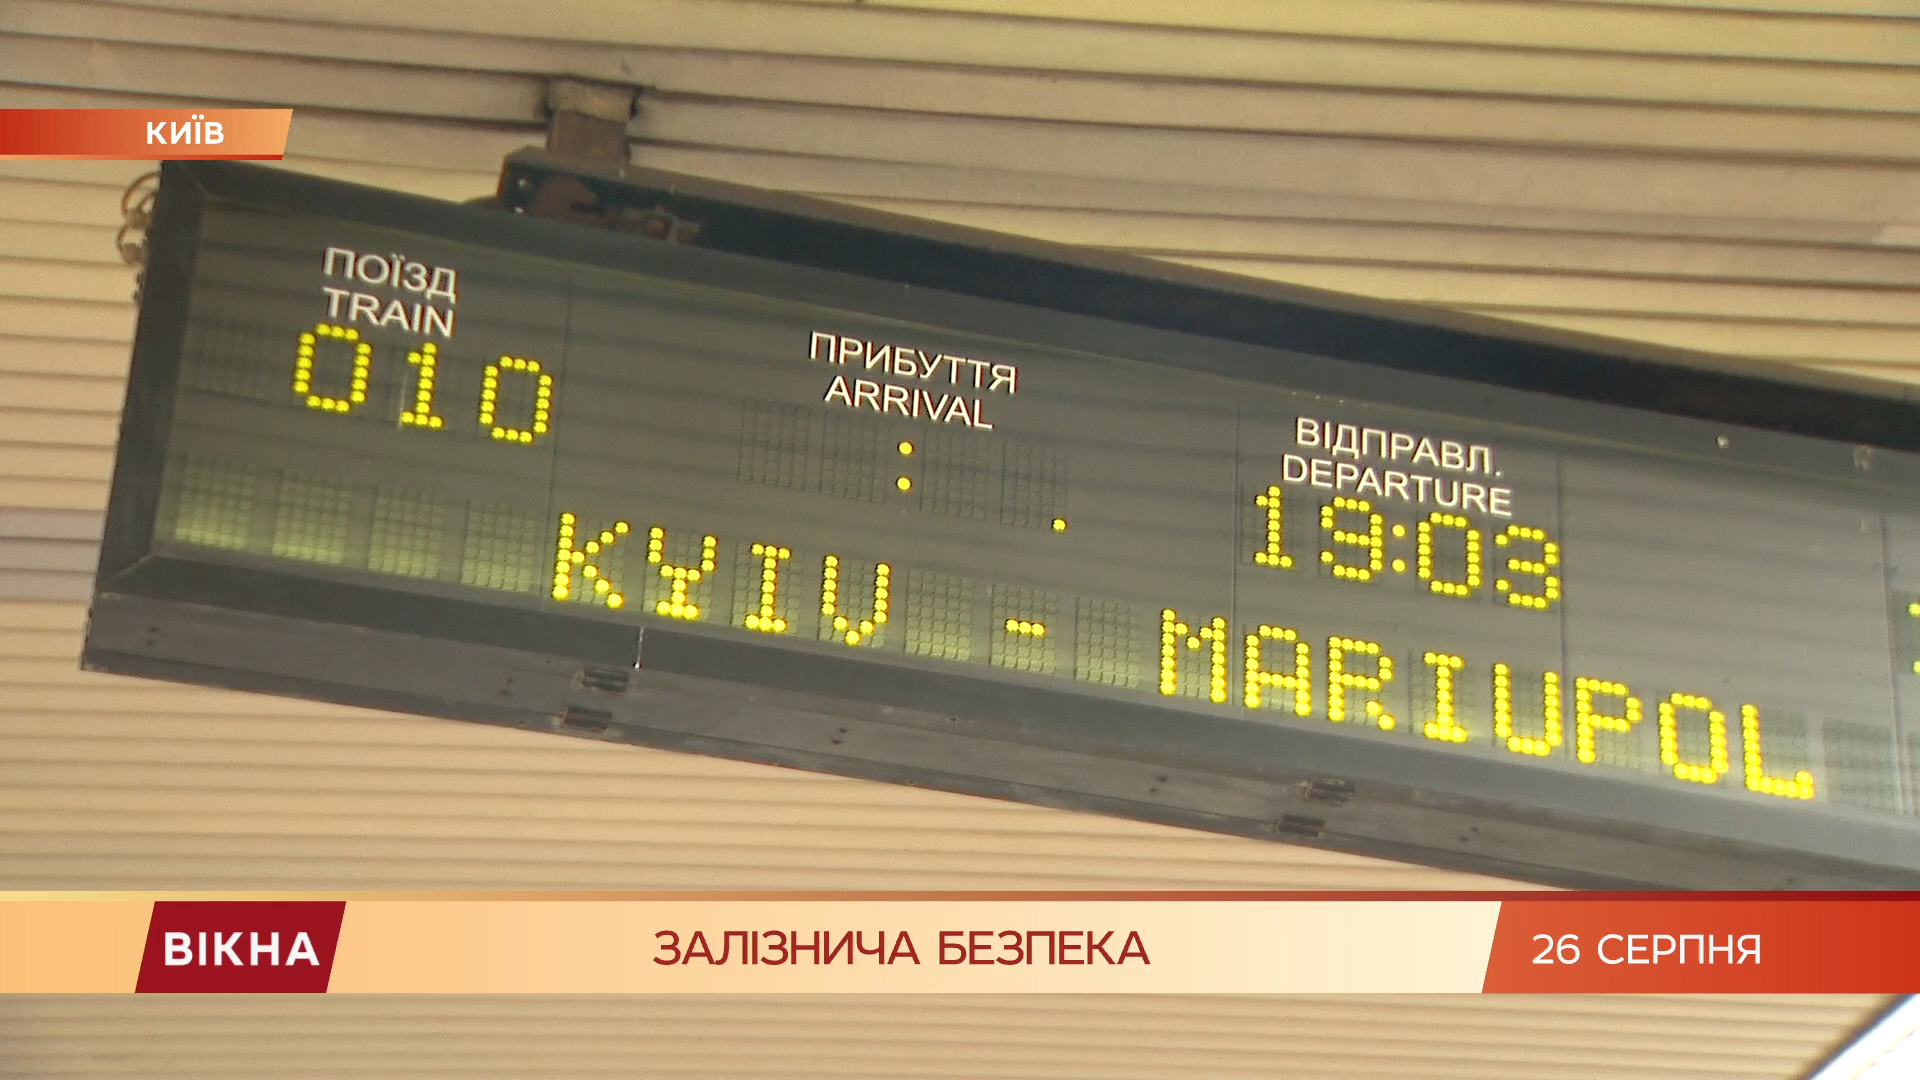 КИЇВ
ПОЇЗД
TRAIN
010
ПРИБУТТЯ
ARRIVAL
:
.
ВІДПРАВЛ.
DEPARTURE
19:03
KYIV - MARIUPOL
ВІКНА
ЗАЛІЗНИЧА БЕЗПЕКА
26 СЕРПНЯ